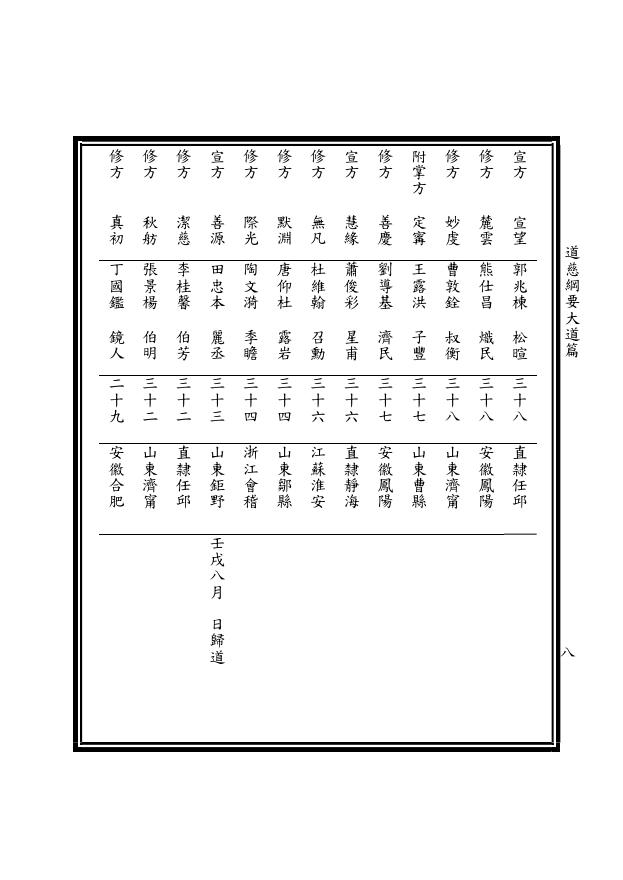 道慈綱要大道篇 八
宣方 宣望 郭兆棟 松暄 三十八 直隸任邱
修方 麓雲 熊仕昌 熾民 三十八 安徽鳳陽
修方 妙虔 曹敦銓 叔衡 三十八 山東濟甯
附掌方 定寗 王露洪 子豐 三十七 山東曹縣
修方 善慶 劉導基 濟民 三十七 安徽鳳陽
宣方 慧緣 蕭俊彩 星甫 三十六 直隸靜海
修方 無凡 杜維翰 召勳 三十六 江蘇淮安
修方 默淵 唐仰杜 露岩 三十四 山東鄒縣
修方 際光 陶文漪 季瞻 三十四 浙江會稽
宣方 善源 田忠本 麗丞 三十三 山東鉅野 壬戌八月 日歸道
修方 潔慈 李桂馨 伯芳 三十二 直隸任邱
修方 秋舫 張景楊 伯明 三十二 山東濟甯
修方 真初 丁國鑑 鏡人 二十九 安徽合肥